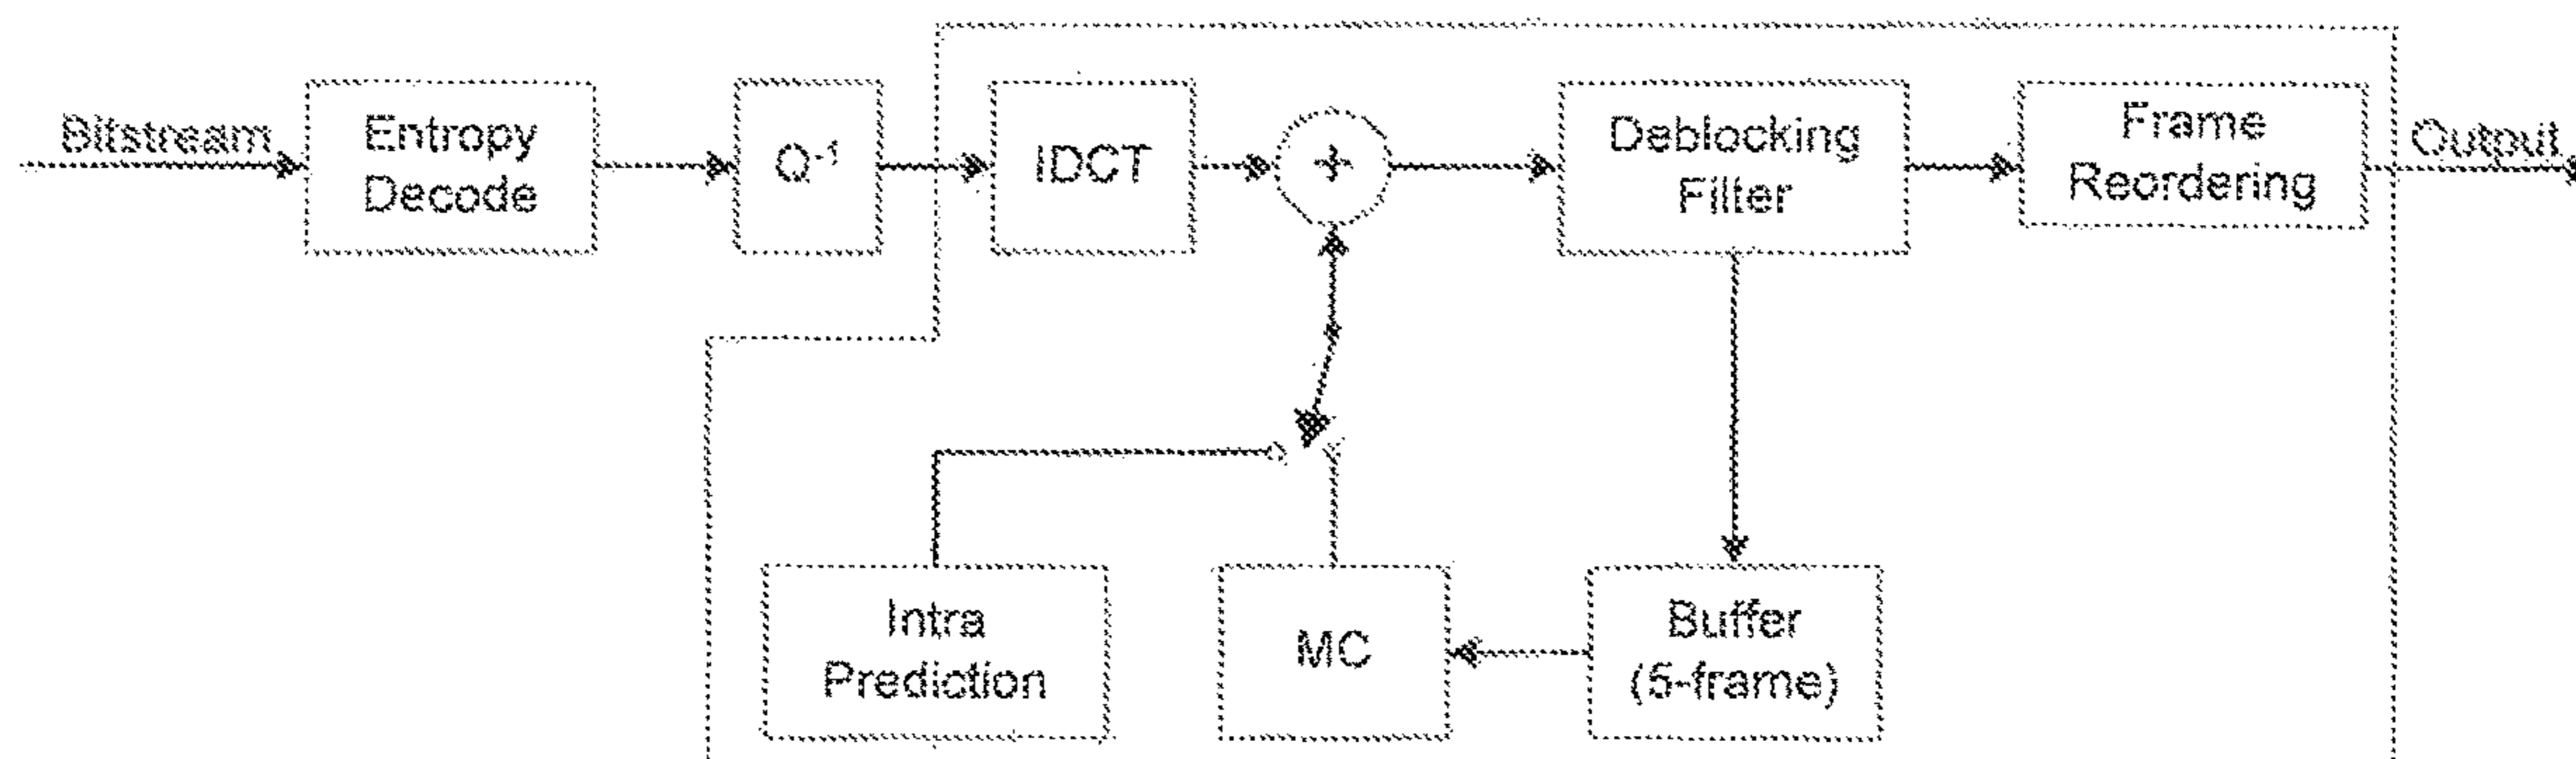 Bitstream
Entropy
Decode
Q-1
IDCT
+
Deblocking
Filter
Frame
Reordering
Output
Intra
Prediction
MC
Buffer
(5-frame)